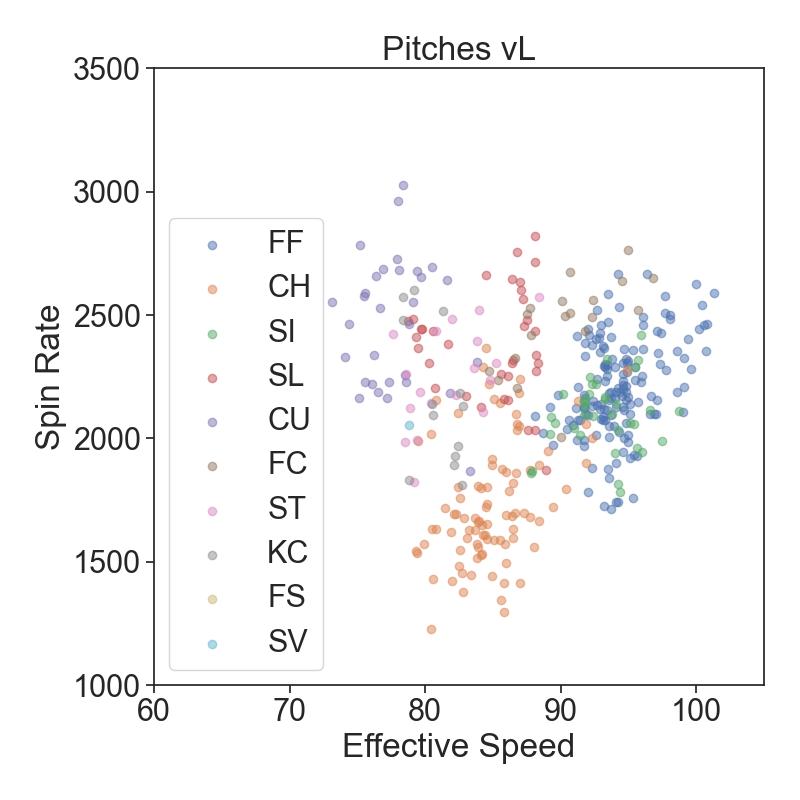 Pitches vL
3500
3000
2500
2000
1500
1000
Spin Rate
FF
CH
SI
SL
CU
FC
ST
KC
FS
SV
60 70 80 90 100
Effective Speed